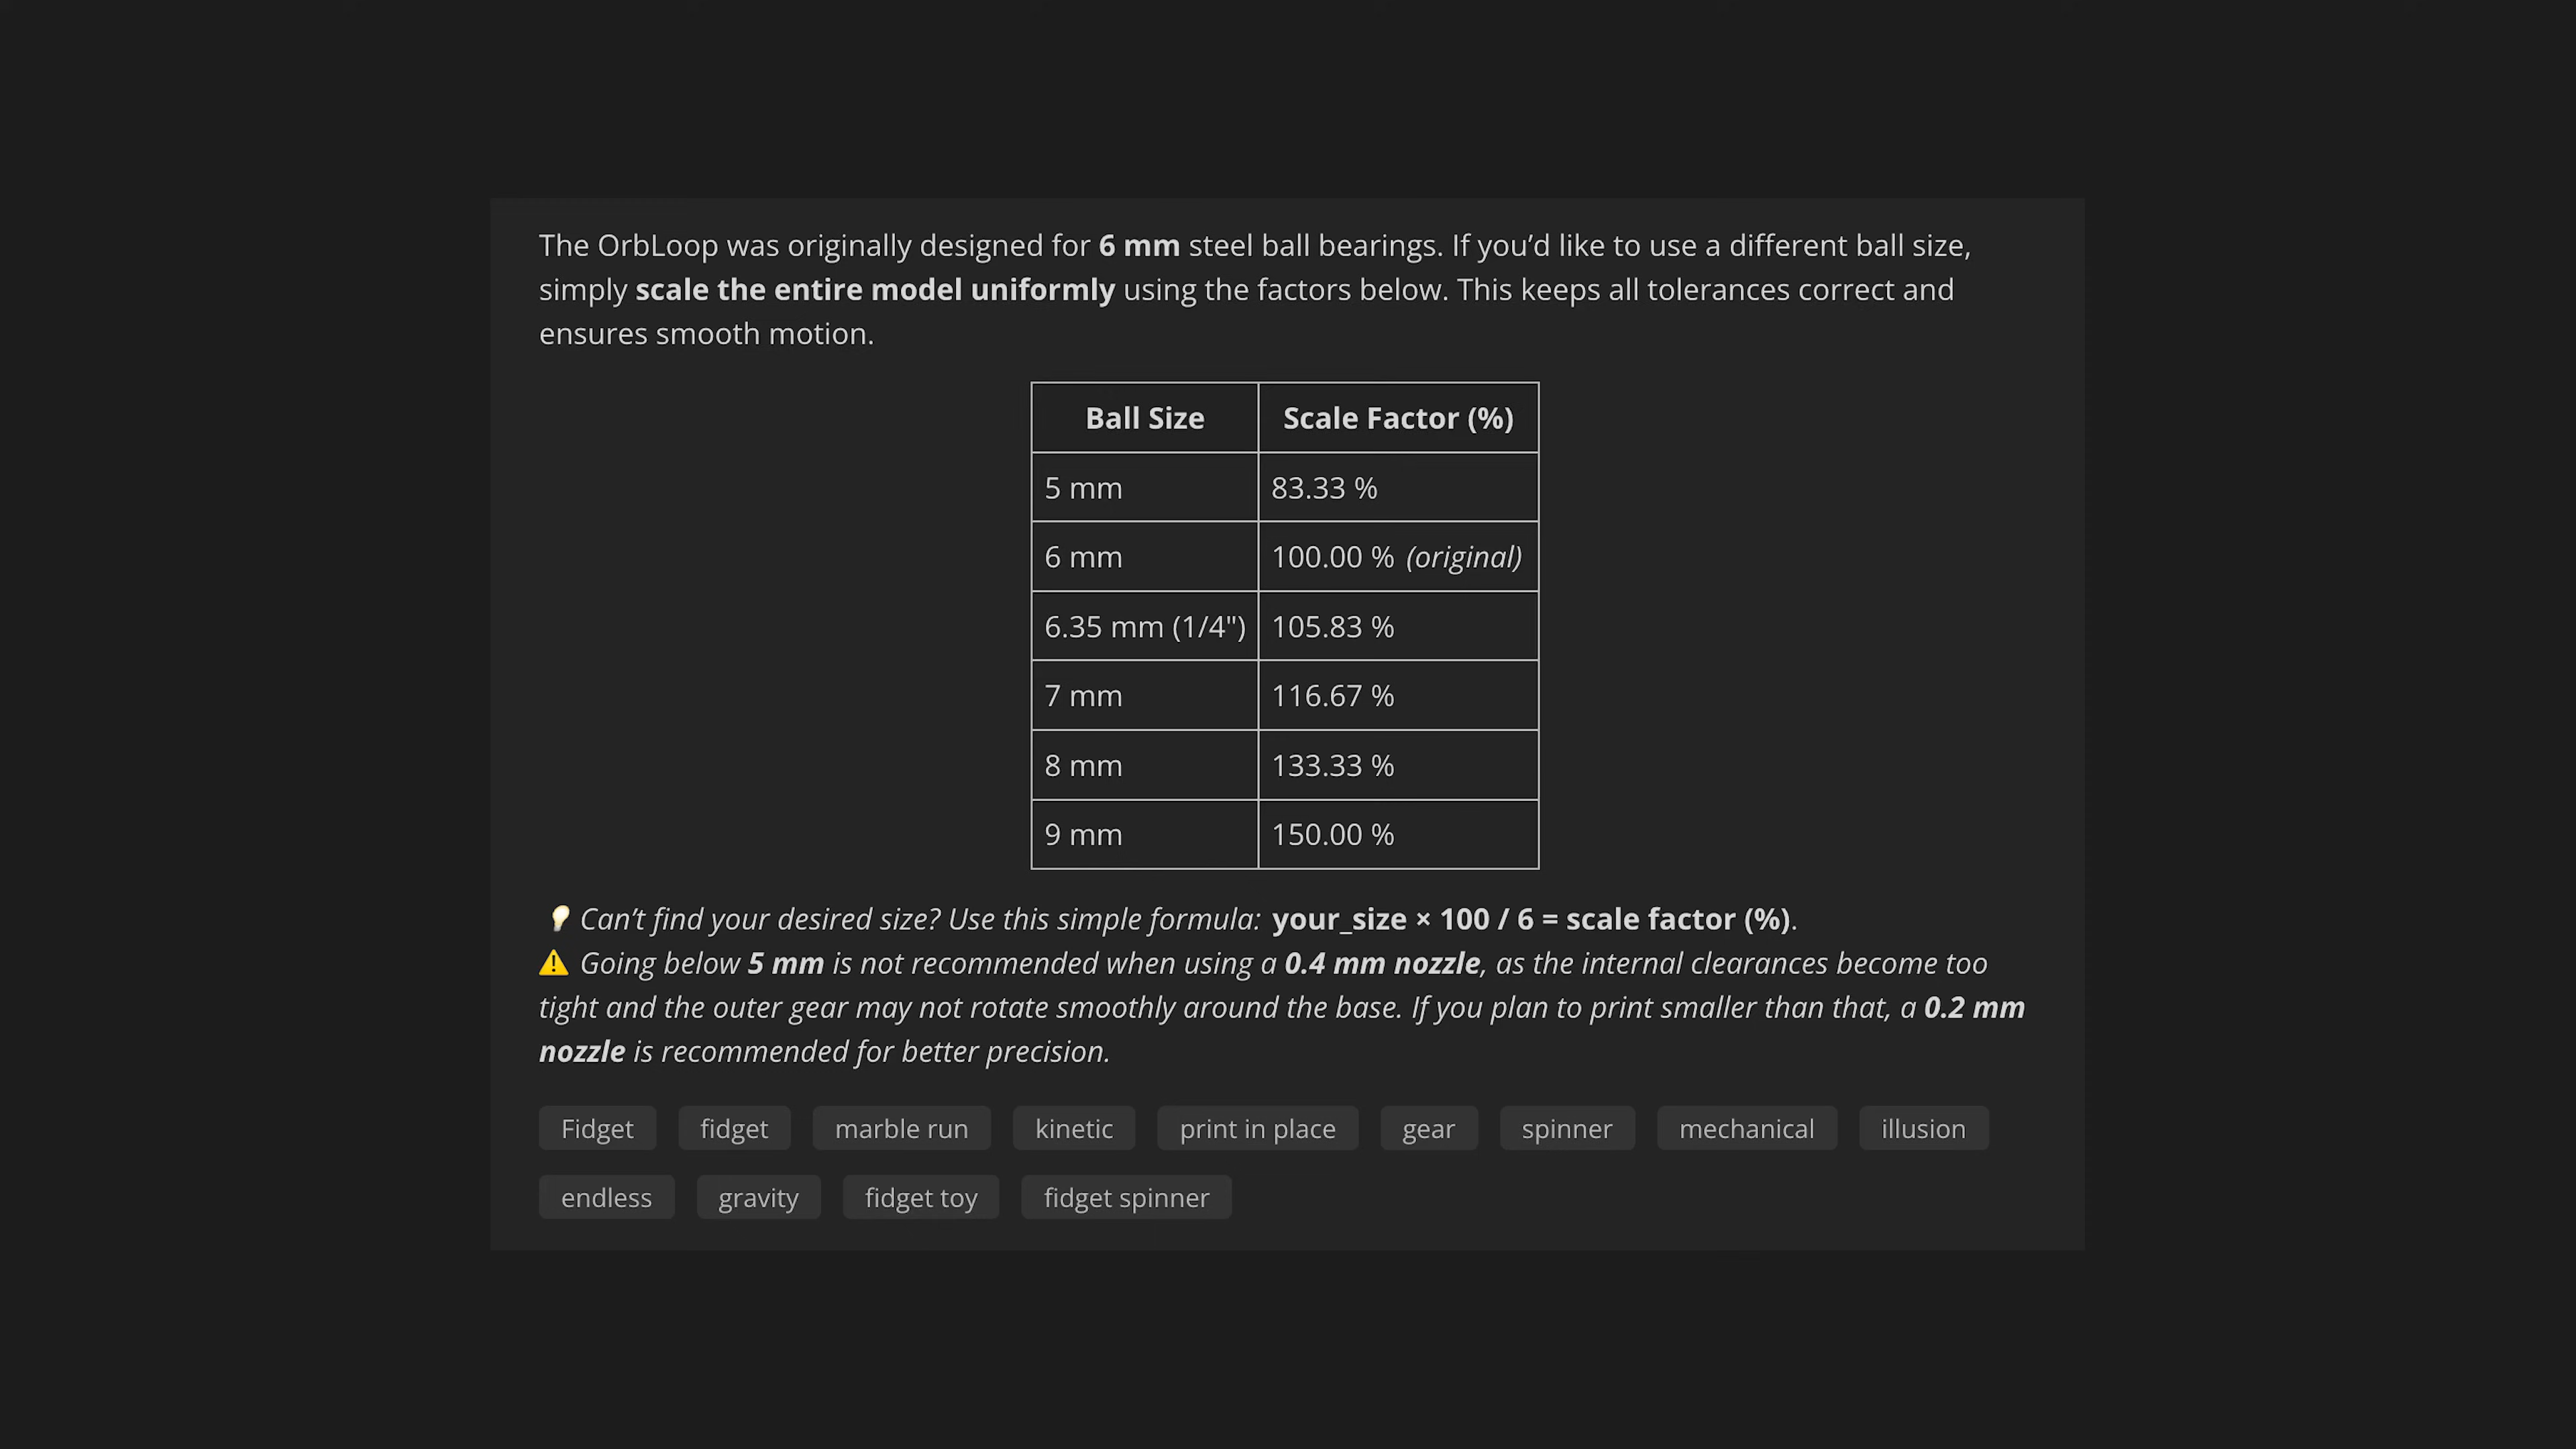 The OrbLoop was originally designed for 6 mm steel ball bearings. If you’d like to use a different ball size,
simply scale the entire model uniformly using the factors below. This keeps all tolerances correct and
ensures smooth motion.
Ball Size Scale Factor (%)
5 mm 83.33 %
6 mm 100.00 % (original)
6.35 mm (1/4") 105.83 %
7 mm 116.67 %
8 mm 133.33 %
9 mm 150.00 %
💡 Can’t find your desired size? Use this simple formula: your_size × 100 / 6 = scale factor (%).
⚠️ Going below 5 mm is not recommended when using a 0.4 mm nozzle, as the internal clearances become too
tight and the outer gear may not rotate smoothly around the base. If you plan to print smaller than that, a 0.2 mm
nozzle is recommended for better precision.
Fidget fidget marble run kinetic print in place gear spinner mechanical illusion
endless gravity fidget toy fidget spinner